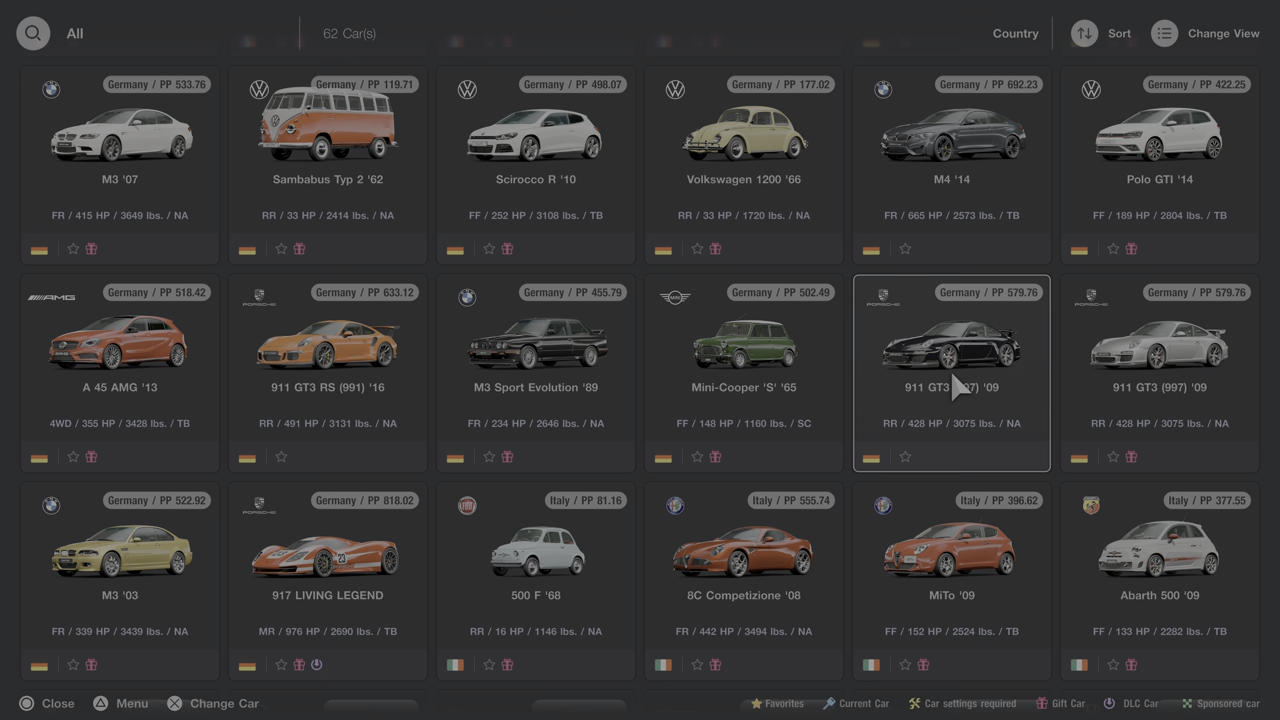 All
62 Car(s)
Country
Sort
Change View
Germany / PP 533.76
M3 '07
FR / 415 HP / 3649 lbs. / NA
Germany / PP 119.71
Sambabus Typ 2 '62
RR / 33 HP / 2414 lbs. / NA
Germany / PP 498.07
Scirocco R '10
FF / 252 HP / 3108 lbs. / TB
Germany / PP 177.02
Volkswagen 1200 '66
RR / 33 HP / 1720 lbs. / NA
Germany / PP 692.23
M4 '14
FR / 665 HP / 2573 lbs. / TB
Germany / PP 422.25
Polo GTI '14
FF / 189 HP / 2804 lbs. / TB
AMG
Germany / PP 518.42
A 45 AMG '13
4WD / 355 HP / 3428 lbs. / TB
PORSCHE
Germany / PP 633.12
911 GT3 RS (991) '16
RR / 491 HP / 3131 lbs. / NA
Germany / PP 455.79
M3 Sport Evolution '89
FR / 234 HP / 2646 lbs. / NA
MINI
Germany / PP 502.49
Mini-Cooper 'S' '65
FF / 148 HP / 1160 lbs. / SC
PORSCHE
Germany / PP 579.76
911 GT3 97) '09
RR / 428 HP / 3075 lbs. / NA
PORSCHE
Germany / PP 579.76
911 GT3 (997) '09
RR / 428 HP / 3075 lbs. / NA
Germany / PP 522.92
M3 '03
FR / 339 HP / 3439 lbs. / NA
PORSCHE
Germany / PP 818.02
23
917 LIVING LEGEND
MR / 976 HP / 2690 lbs. / TB
FIAT
Italy / PP 81.16
500 F '68
RR / 16 HP / 1146 lbs. / NA
Italy / PP 555.74
8C Competizione '08
FR / 442 HP / 3494 lbs. / NA
Italy / PP 396.62
MiTo '09
FF / 152 HP / 2524 lbs. / TB
Italy / PP 377.55
Abarth 500 '09
FF / 133 HP / 2282 lbs. / TB
Close
Menu
Change Car
Favorites
Current Car
Car settings required
Gift Car
DLC Car
Sponsored car